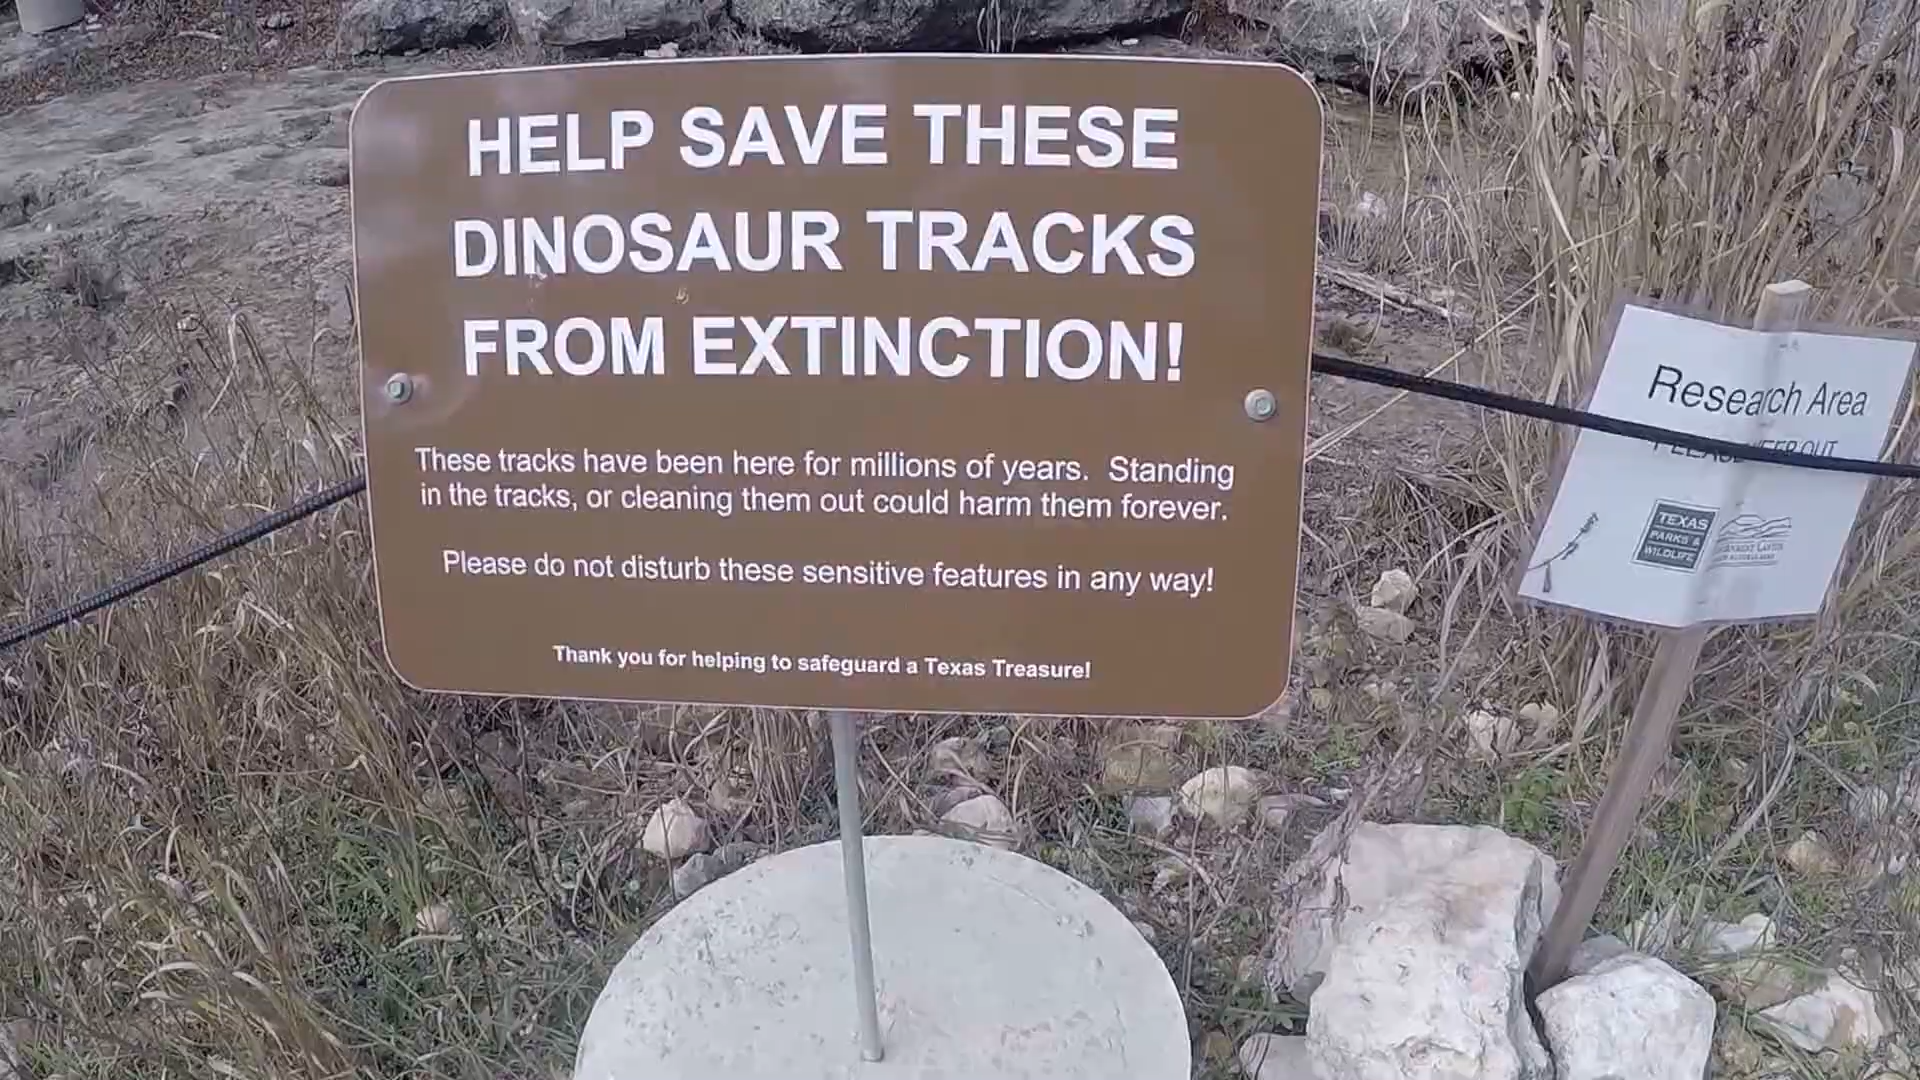 HELP SAVE THESE
DINOSAUR TRACKS
FROM EXTINCTION!
These tracks have been here for millions of years. Standing
in the tracks, or cleaning them out could harm them forever.
Please do not disturb these sensitive features in any way!
Thank you for helping to safeguard a Texas Treasure!
Research Area
PLEASE KEEP OUT
TEXAS
PARKS &
WILDLIFE